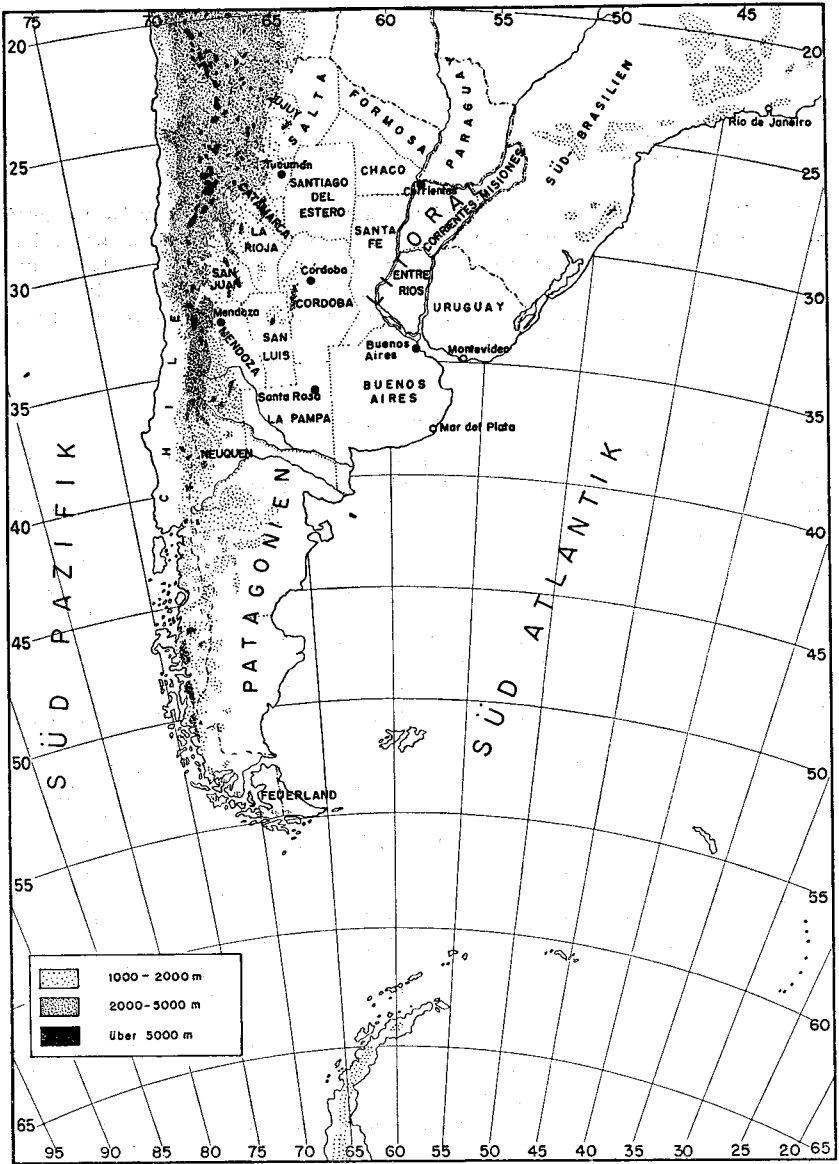 75 70 65 60 55 50 45
20 20
JUJUY
SALTA
FORMOSA
PARAGUA
SÜD-BRASILIEN
Rio de Janeiro
25 25
Tucumán
CHACO
SANTIAGO
DEL
ESTERO
Corrientes
MISIONES
CORRIENTES
CATAMARCA
LA
RIOJA
SANTA
FE
LITORAL
30 30
SAN
JUAN
Córdoba
CORDOBA
ENTRE
RIOS
URUGUAY
Mendoza
MENDOZA
SAN
LUIS
Buenos
Aires
Montevideo
CHILE
35 35
Santa Rosa
LA PAMPA
BUENOS
AIRES
Mar del Plata
NEUQUEN
40 40
PATAGONIEN
SÜD PAZIFIK
SÜD ATLANTIK
45 45
50 50
FEUERLAND
55 55
1000-2000 m
2000-5000 m
über 5000 m
60
65
95 90 85 80 75 70 65 60 55 50 45 40 35 30 25 20 65